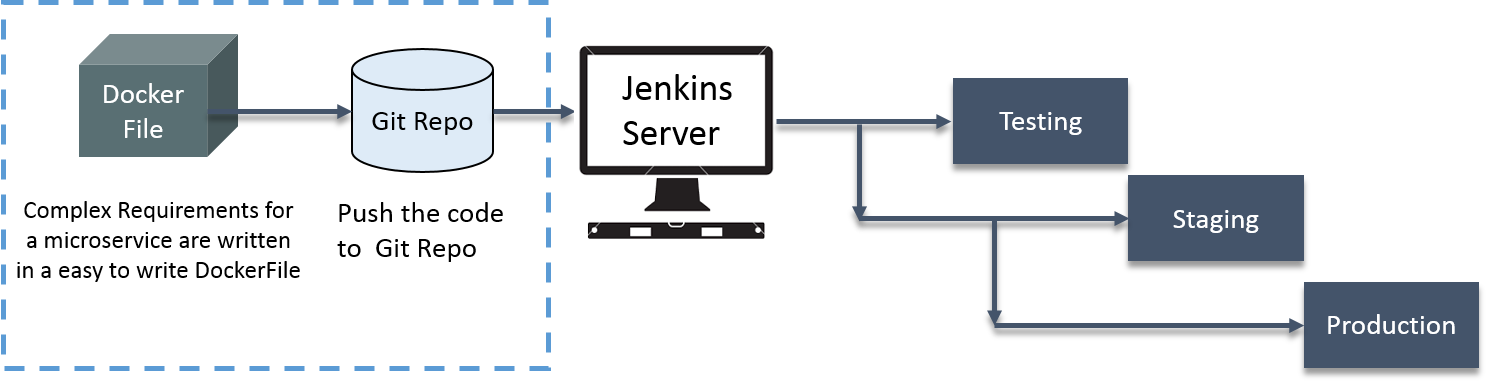 Docker
File
Complex Requirements for
a microservice are written
in a easy to write DockerFile
Git Repo
Push the code
to Git Repo
Jenkins
Server
Testing
Staging
Production